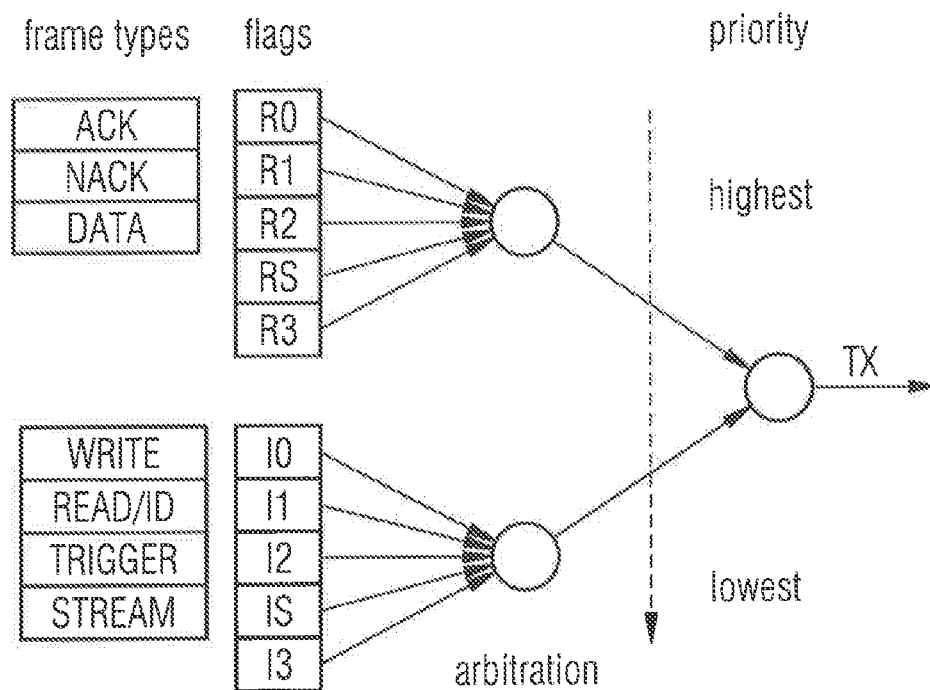 frame types
flags
priority
ACK
NACK
DATA
R0
R1
R2
RS
R3
highest
TX
WRITE
READ/ID
TRIGGER
STREAM
I0
I1
I2
IS
I3
lowest
arbitration